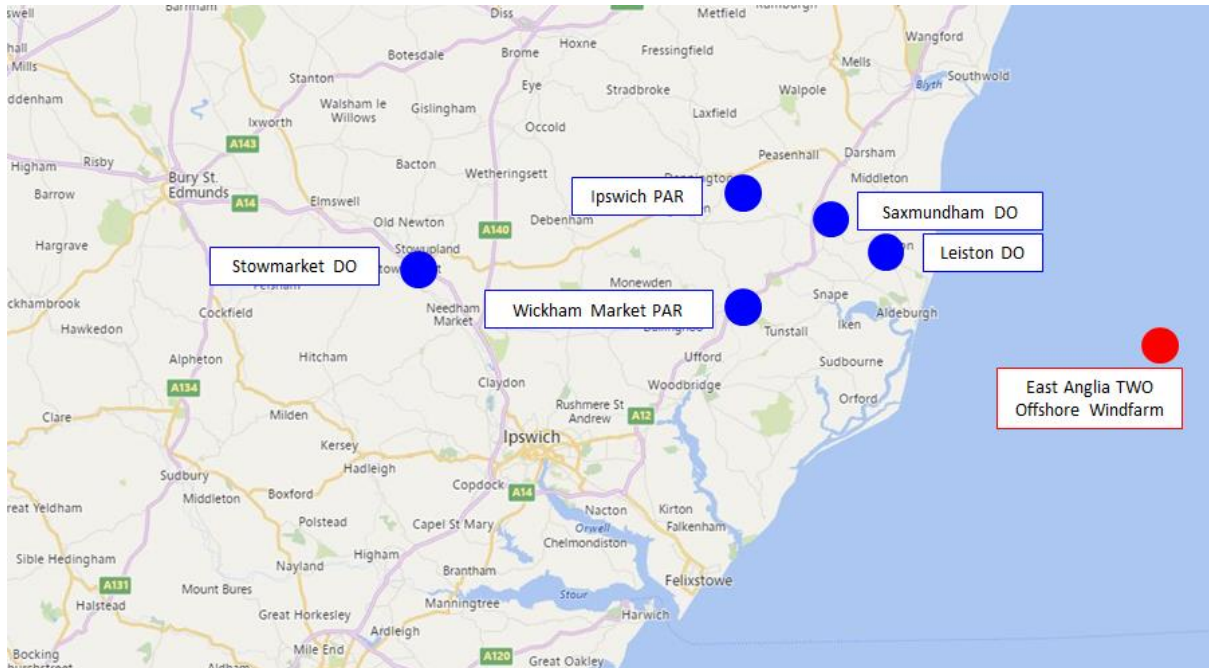 Barnham
Diss
Metfield
Wangford
Botesdale
Brome
Hoxne
Fressingfield
Mells
Southwold
Mills
Stanton
Eye
Stradbroke
Walpole
Blyth
Walsham le
Willows
Gislingham
Occold
Laxfield
Ixworth
A143
Peasenhall
Darsham
Higham
Risby
Bacton
Wetheringsett
Middleton
Bury St.
Edmunds
Barrow
A14
Elmswell
Ipswich PAR
Saxmundham DO
Old Newton
A140
Debenham
Hargrave
Stowupland
Leiston DO
Stowmarket DO
Monewden
Snape
Needham
Market
Wickham Market PAR
Aldeburgh
Cockfield
Tunstall
Iken
Hawkedon
Alpheton
Hitcham
Ufford
Sudbourne
A134
Claydon
Woodbridge
East Anglia TWO
Offshore Windfarm
Orford
Clare
Milden
Rushmere St
Andrew
A12
Kersey
Ipswich
Hadleigh
Sudbury
Copdock
A14
Middleton
Boxford
Nacton
Kirton
Polstead
Capel St Mary
Orwell
Falkenham
Chelmondiston
Sible Hedingham
Higham
Nayland
Brantham
Felixstowe
A131
Mount Bures
Stour
Halstead
Great Horkesley
Manningtree
Harwich
Ardleigh
Mile End
A120
Great Oakley
Bocking